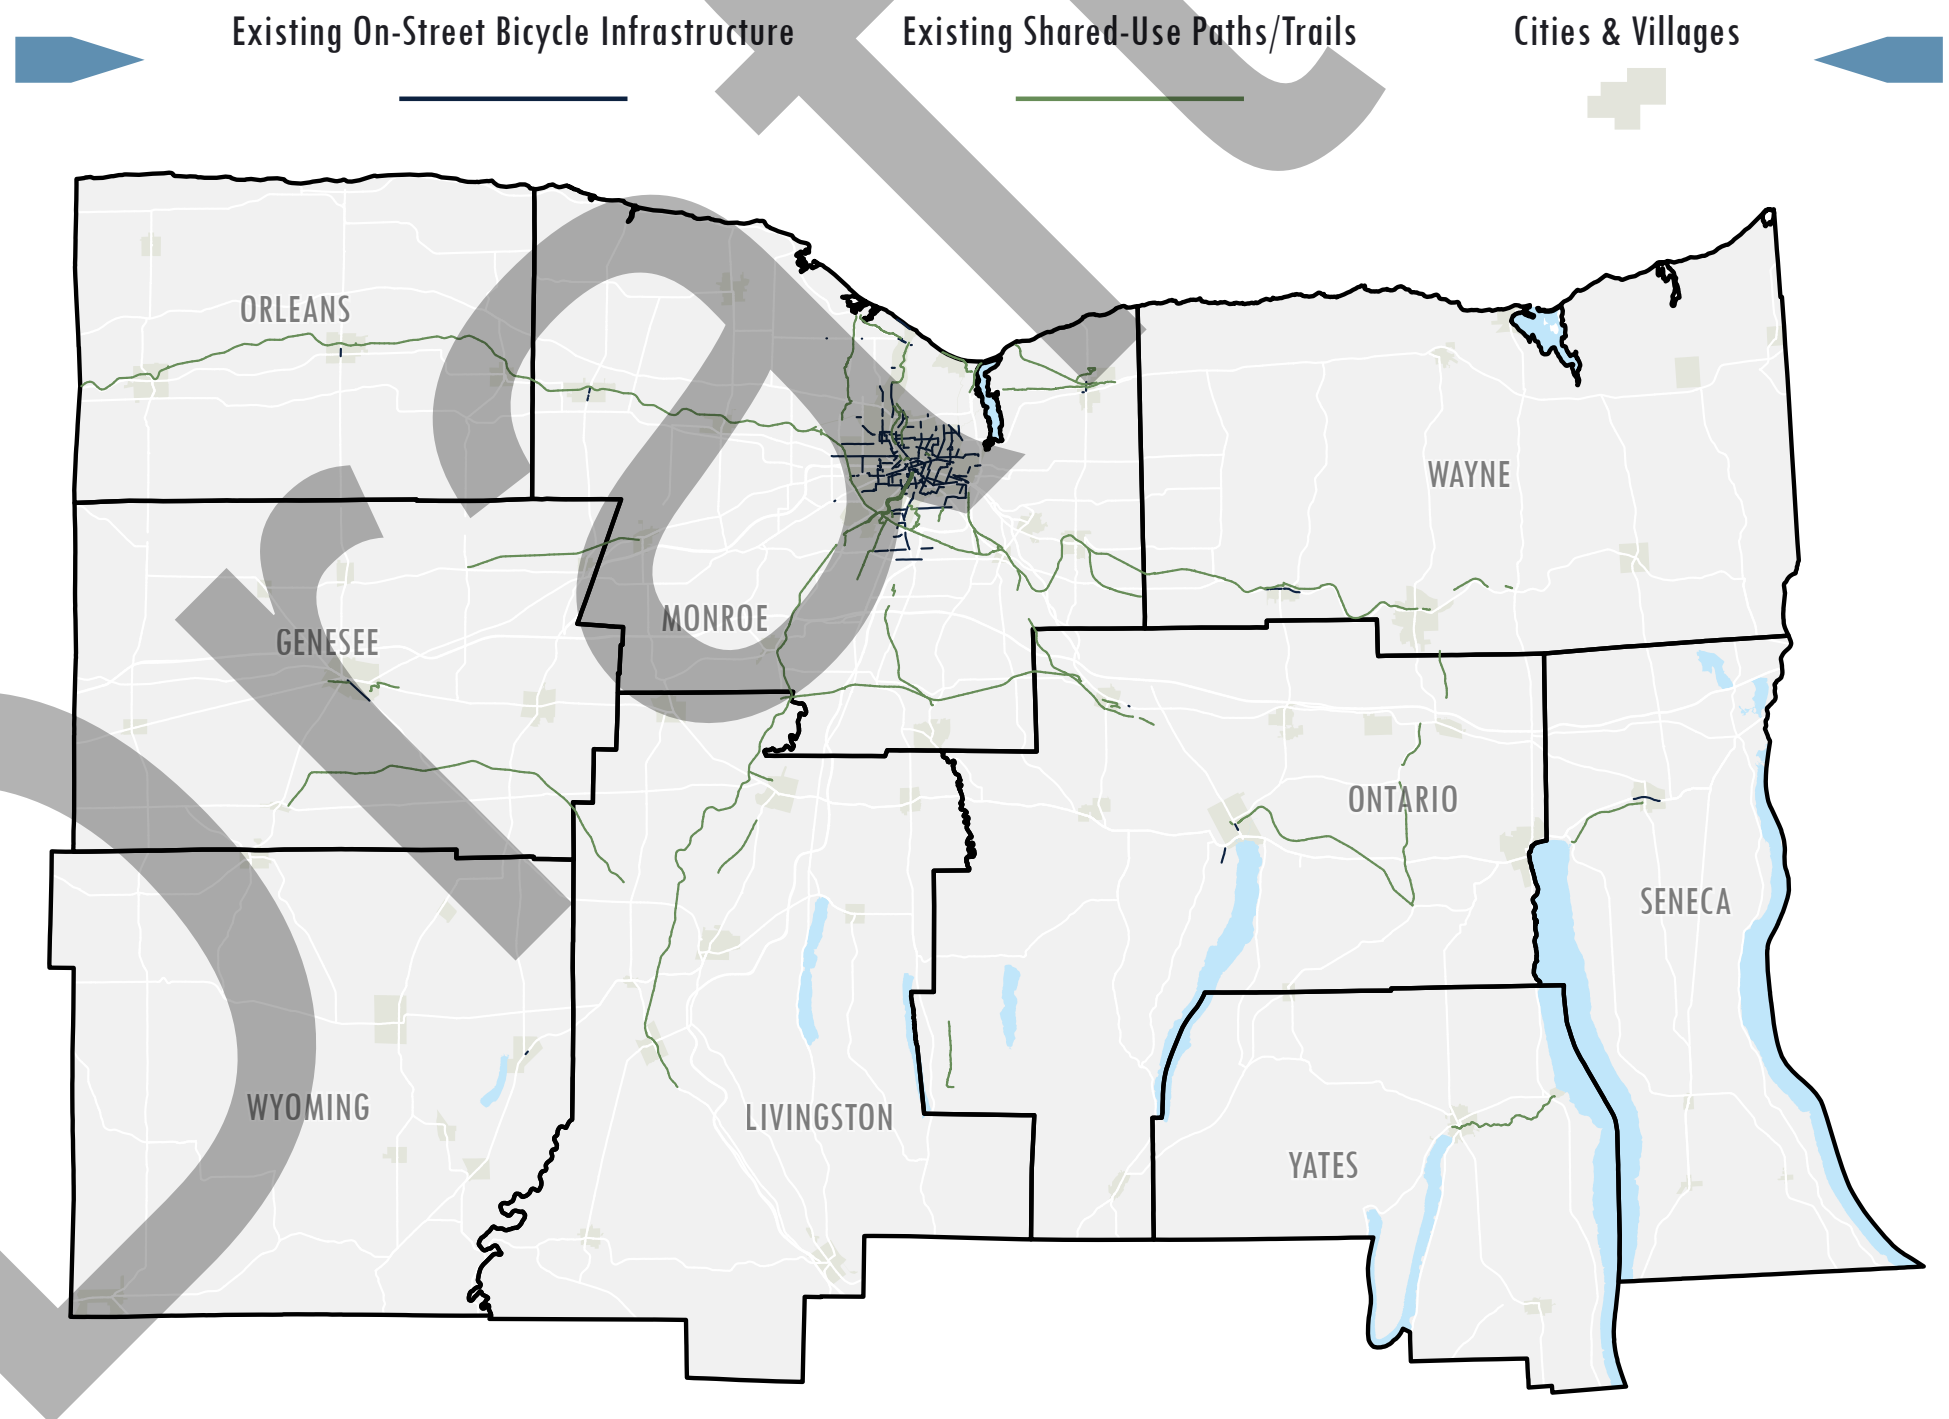 Existing On-Street Bicycle Infrastructure
Existing Shared-Use Paths/Trails
Cities & Villages
ORLEANS
WAYNE
MONROE
GENESEE
ONTARIO
SENECA
WYOMING
LIVINGSTON
YATES